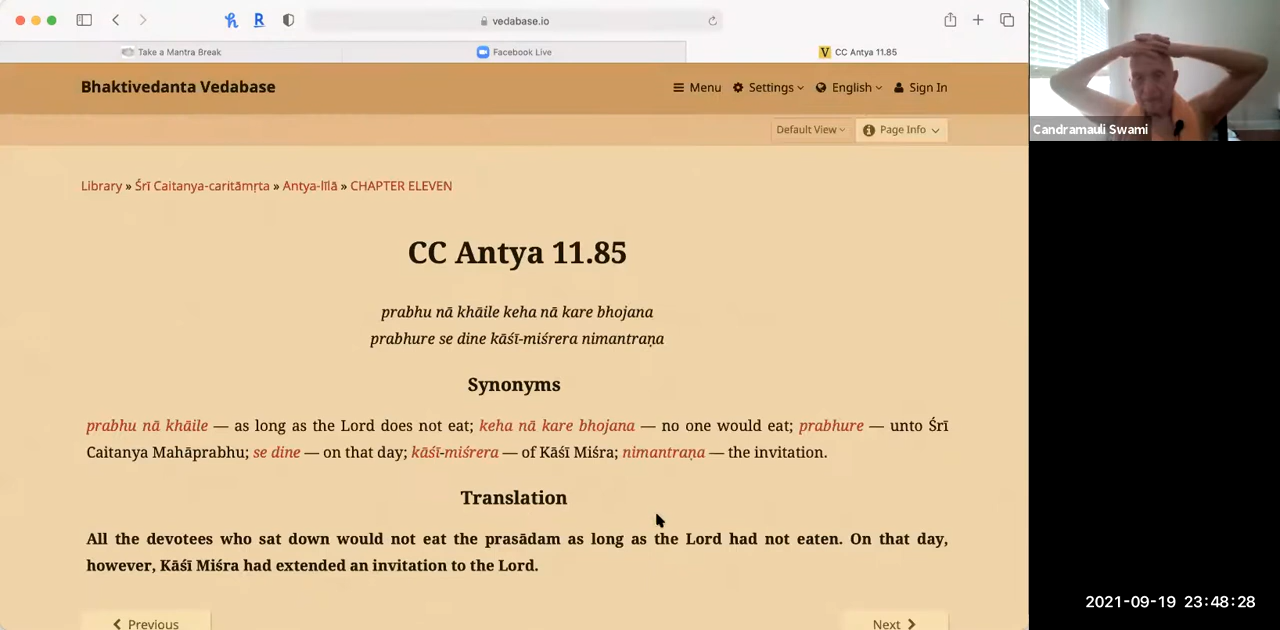 vedabase.io
Take a Mantra Break
Facebook Live
V CC Antya 11.85
Bhaktivedanta Vedabase
Menu Settings English Sign In
Default View
Page Info
Library » Śrī Caitanya-caritāmṛta » Antya-līlā » CHAPTER ELEVEN
CC Antya 11.85
prabhu nā khāile keha nā kare bhojana
prabhure se dine kāśī-miśrera nimantraṇa
Synonyms
prabhu nā khāile — as long as the Lord does not eat; keha nā kare bhojana — no one would eat; prabhure — unto Śrī
Caitanya Mahāprabhu; se dine — on that day; kāśī-miśrera — of Kāśī Miśra; nimantraṇa — the invitation.
Translation
All the devotees who sat down would not eat the prasādam as long as the Lord had not eaten. On that day,
however, Kāśī Miśra had extended an invitation to the Lord.
Previous
Next
Candramauli Swami
2021-09-19 23:48:28